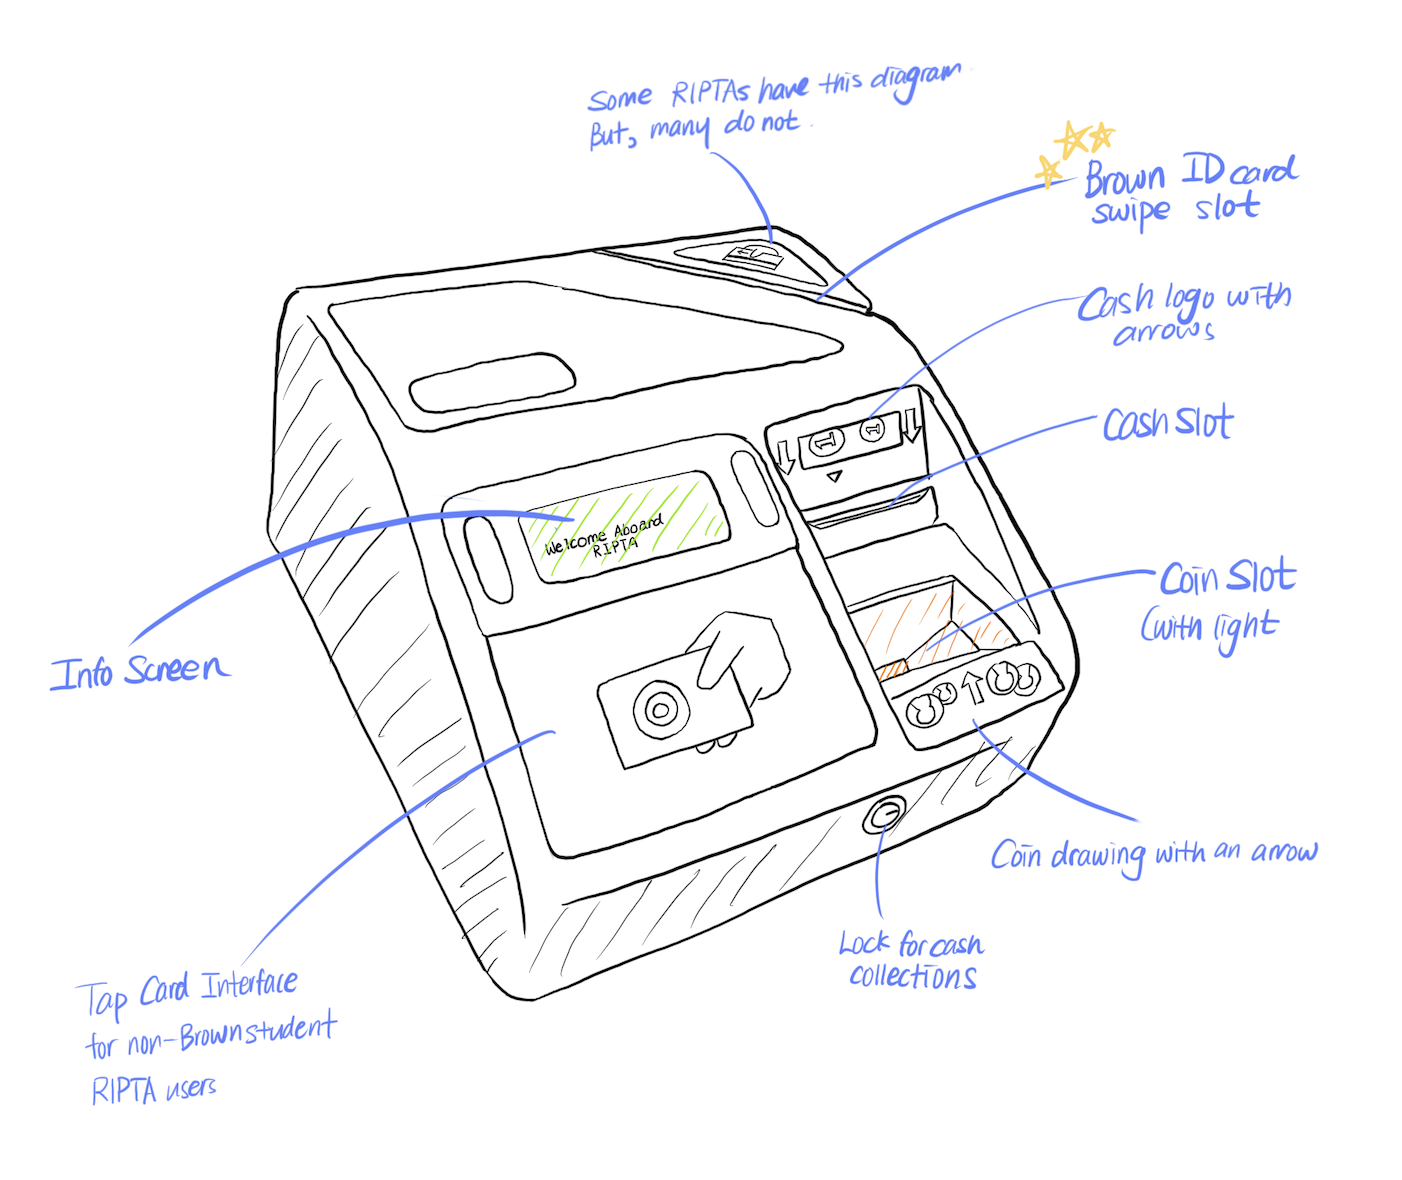 Some RIPTAs have this diagram
But, many do not.
Brown ID card
swipe slot
Cash logo with
arrows
Cash Slot
Welcome Aboard
RIPTA
Coin Slot
(with light
Info Screen
Coin drawing with an arrow
Lock for cash
collections
Tap Card Interface
for non-Brown student
RIPTA users